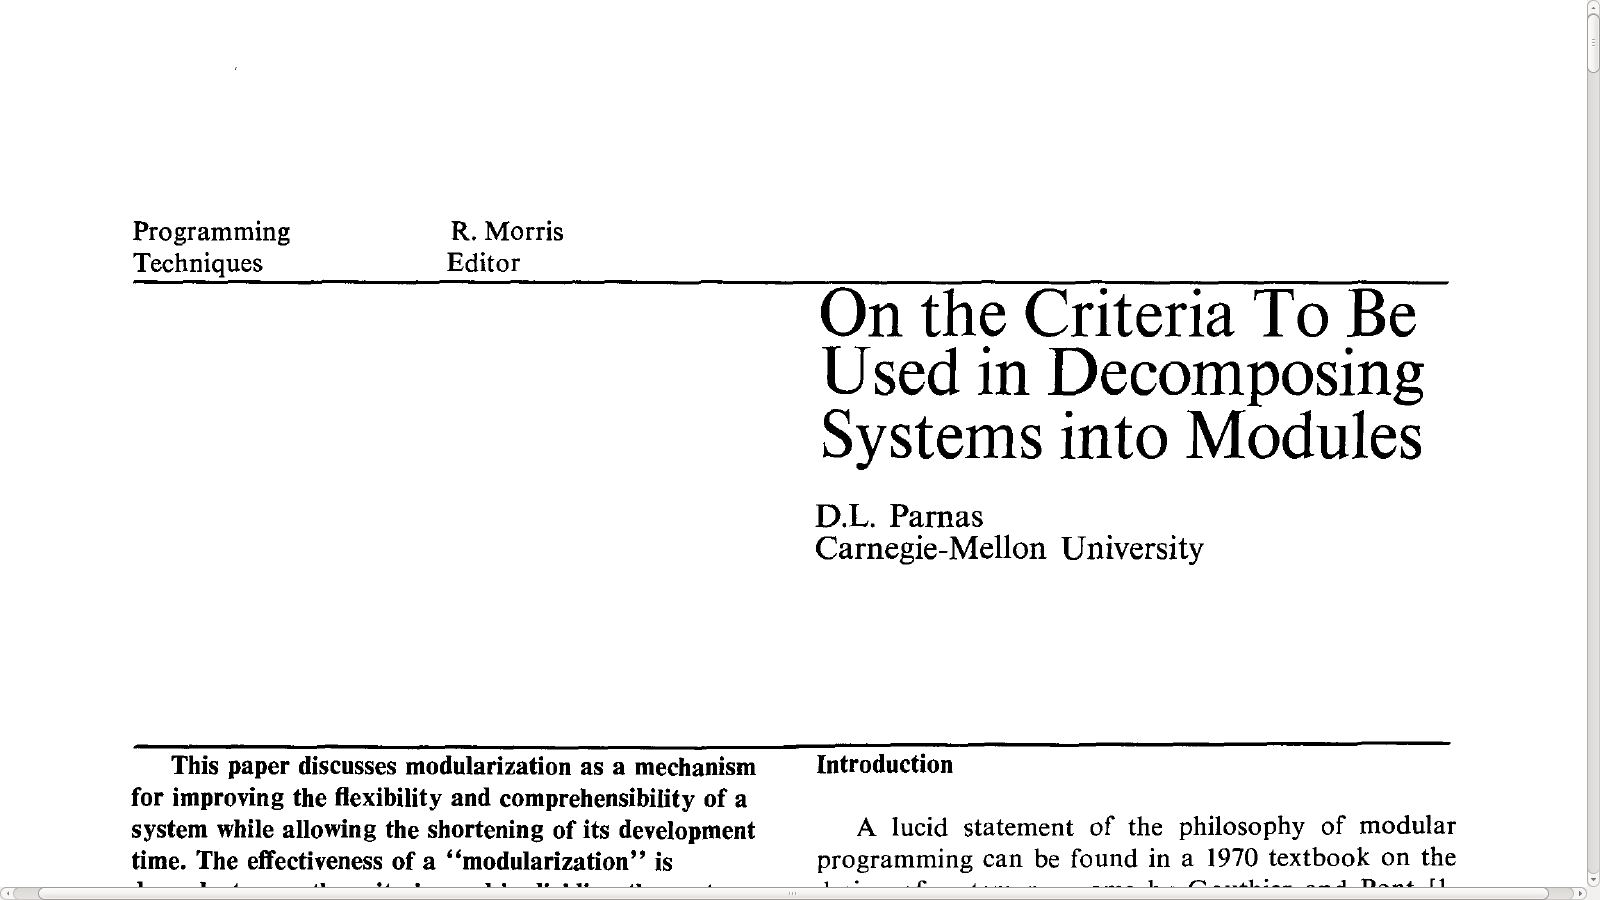 Programming R. Morris
Techniques Editor
On the Criteria To Be
Used in Decomposing
Systems into Modules
D.L. Parnas
Carnegie-Mellon University
This paper discusses modularization as a mechanism
for improving the flexibility and comprehensibility of a
system while allowing the shortening of its development
time. The effectiveness of a “modularization” is
Introduction
A lucid statement of the philosophy of modular
programming can be found in a 1970 textbook on the